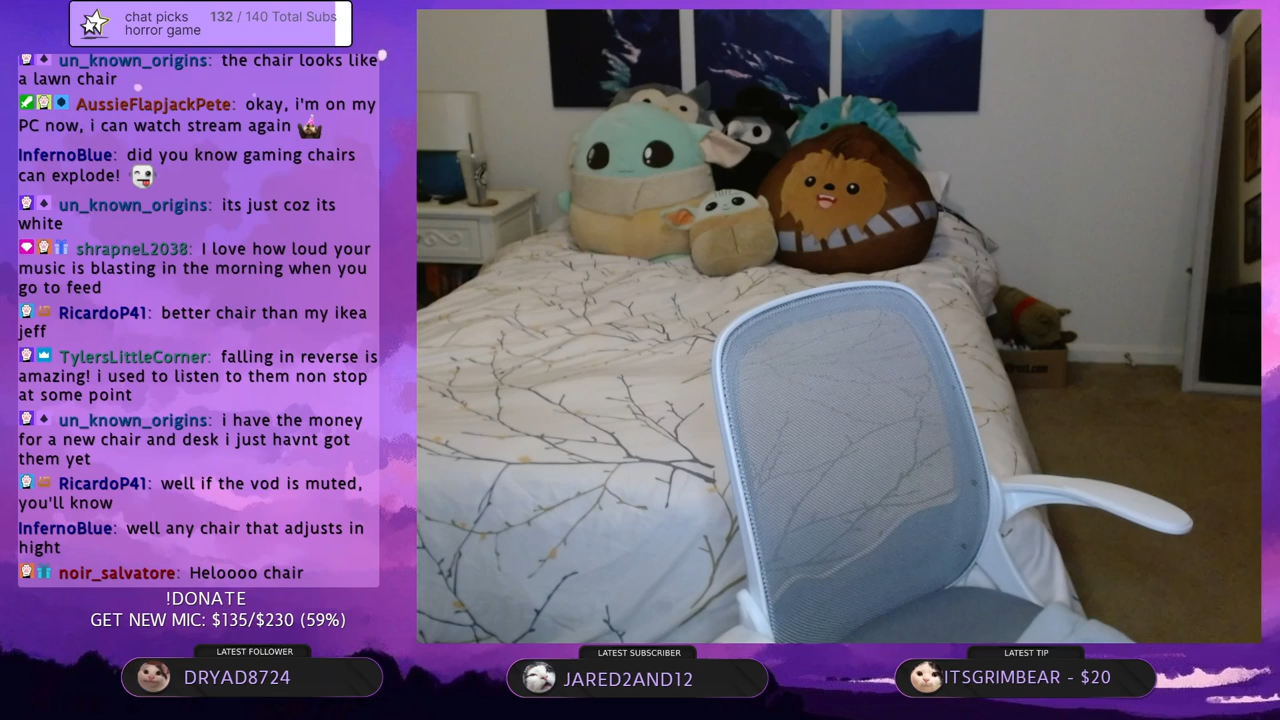 chat picks
horror game
132 / 140 Total Subs
un_known_origins: the chair looks like
a lawn chair
AussieFlapjackPete: okay, i'm on my
PC now, i can watch stream again
InfernoBlue: did you know gaming chairs
can explode!
un_known_origins: its just coz its
white
shrapneL2038: I love how loud your
music is blasting in the morning when you
go to feed
RicardoP41: better chair than my ikea
jeff
TylersLittleCorner: falling in reverse is
amazing! i used to listen to them non stop
at some point
un_known_origins: i have the money
for a new chair and desk i just havnt got
them yet
RicardoP41: well if the vod is muted,
you'll know
InfernoBlue: well any chair that adjusts in
hight
noir_salvatore: Heloooo chair
!DONATE
GET NEW MIC: $135/$230 (59%)
LATEST FOLLOWER
DRYAD8724
LATEST SUBSCRIBER
JARED2AND12
LATEST TIP
ITSGRIMBEAR - $20